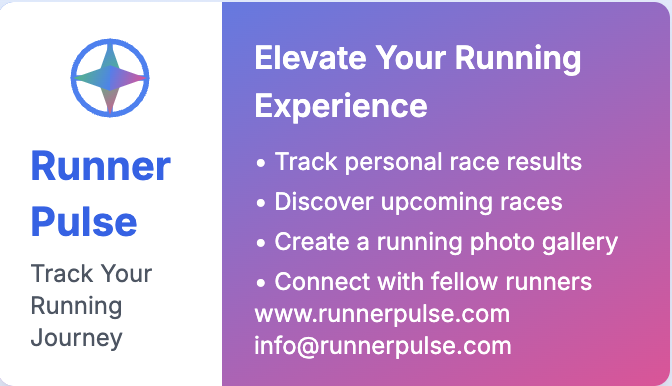 Runner
Pulse
Track Your
Running
Journey
Elevate Your Running
Experience
• Track personal race results
• Discover upcoming races
• Create a running photo gallery
• Connect with fellow runners
www.runnerpulse.com
info@runnerpulse.com